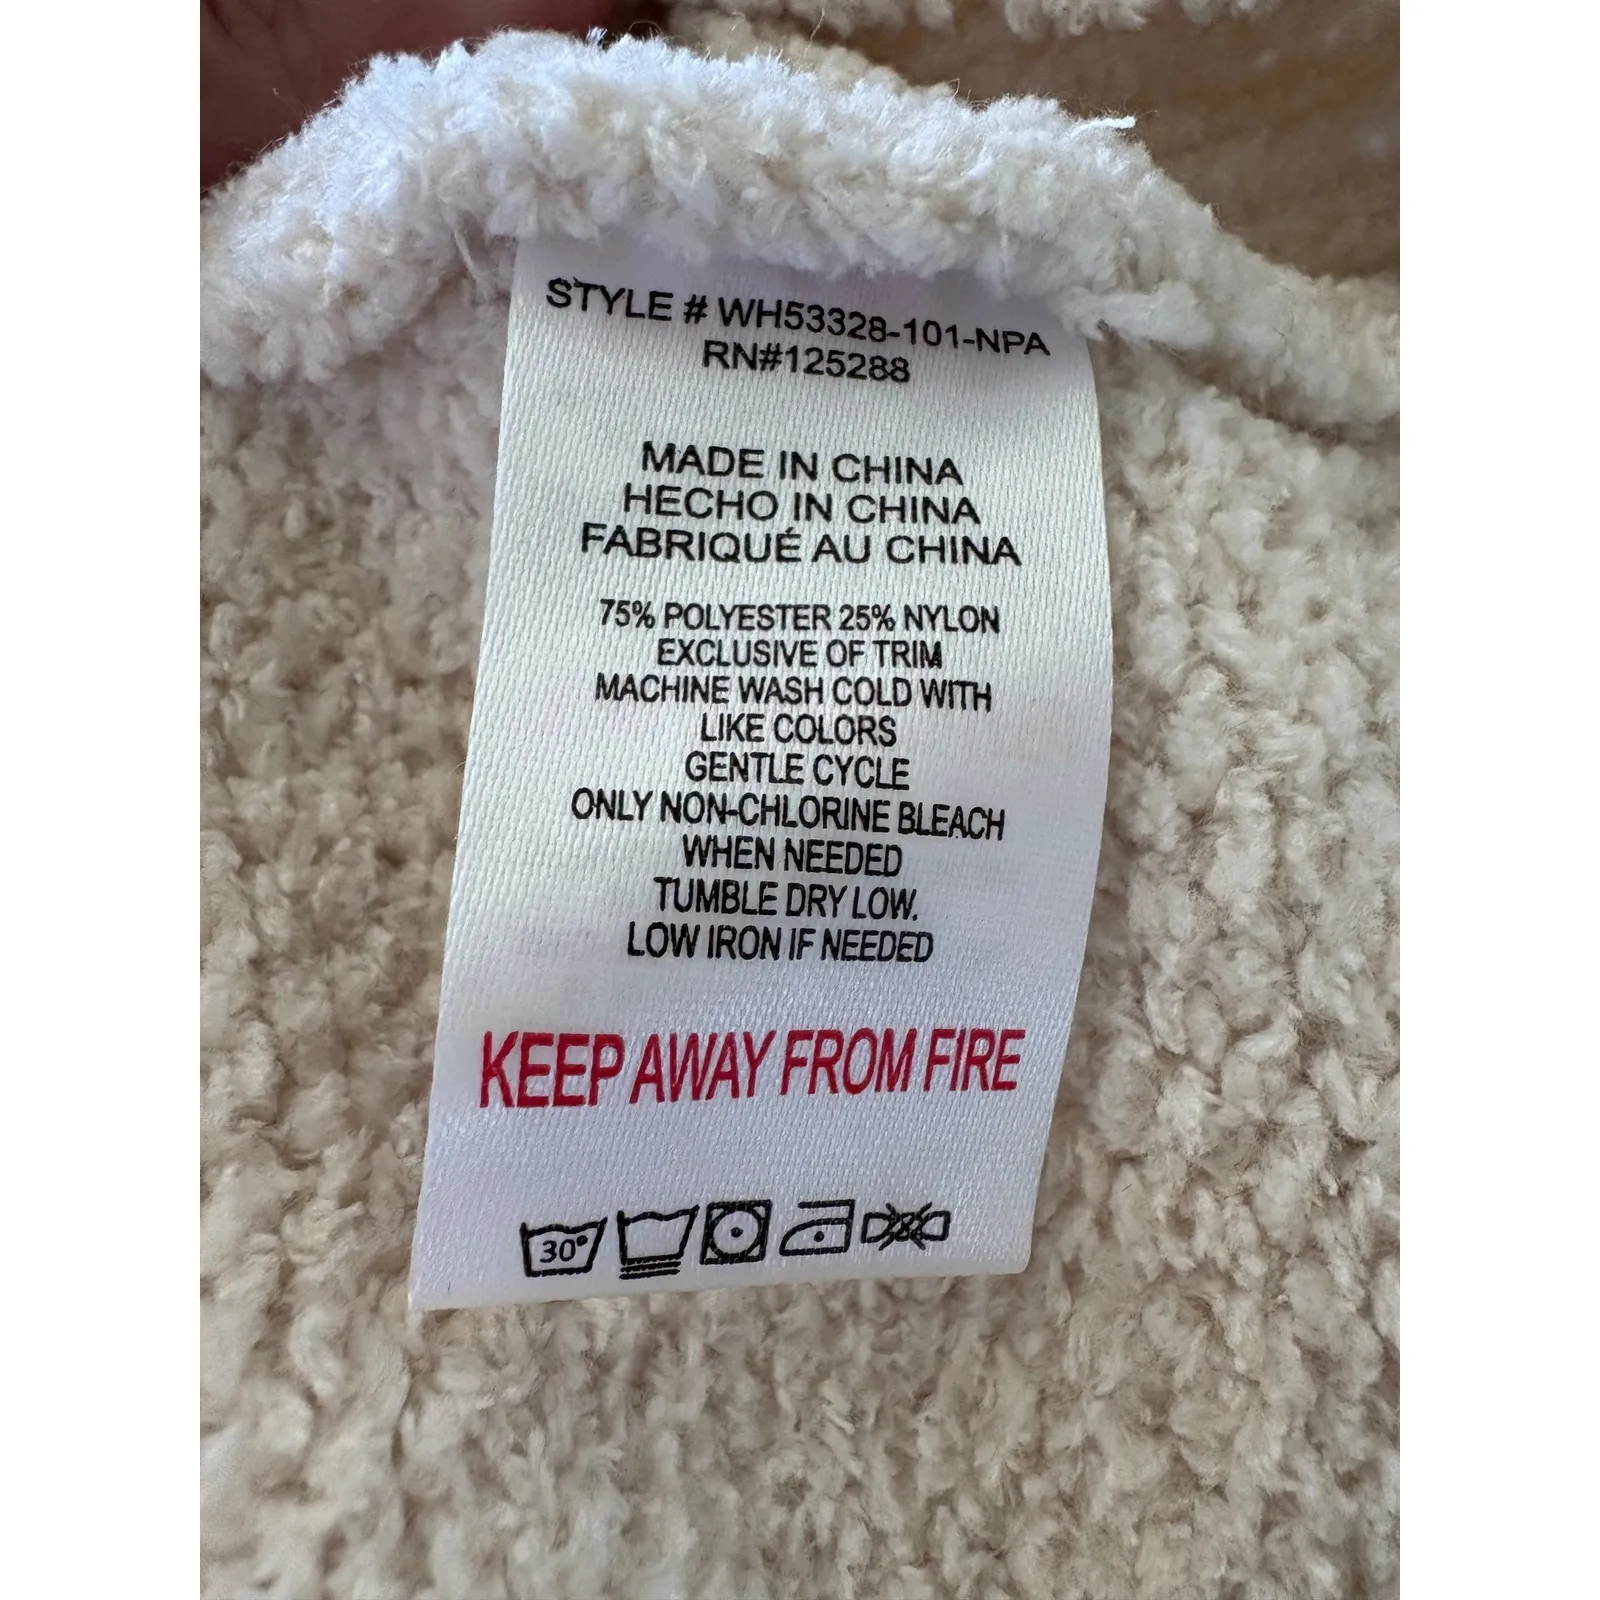 STYLE # WH53328-101-NPA
RN#125288
MADE IN CHINA
HECHO IN CHINA
FABRIQUÉ AU CHINA
75% POLYESTER 25% NYLON
EXCLUSIVE OF TRIM
MACHINE WASH COLD WITH
LIKE COLORS
GENTLE CYCLE
ONLY NON-CHLORINE BLEACH
WHEN NEEDED
TUMBLE DRY LOW.
LOW IRON IF NEEDED
KEEP AWAY FROM FIRE
30°